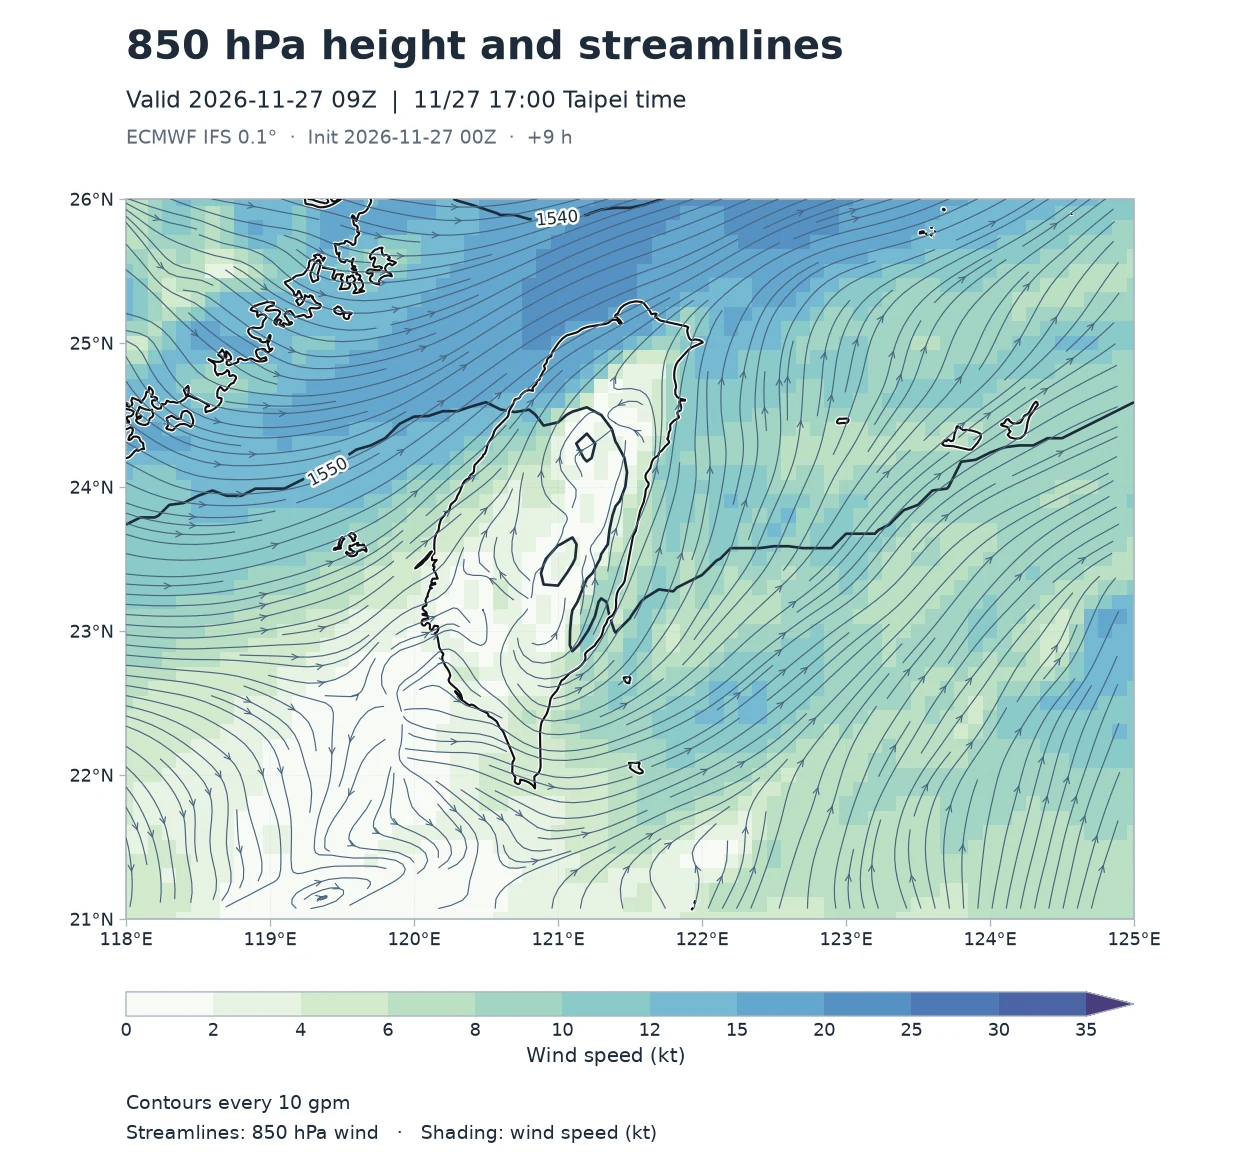 850 hPa height and streamlines
Valid 2026-11-27 09Z | 11/27 17:00 Taipei time
ECMWF IFS 0.1° · Init 2026-11-27 00Z · +9 h
26°N
1540
25°N
1550
24°N
23°N
22°N
21°N
118°E 119°E 120°E 121°E 122°E 123°E 124°E 125°E
0 2 4 6 8 10 12 15 20 25 30 35
Wind speed (kt)
Contours every 10 gpm
Streamlines: 850 hPa wind · Shading: wind speed (kt)